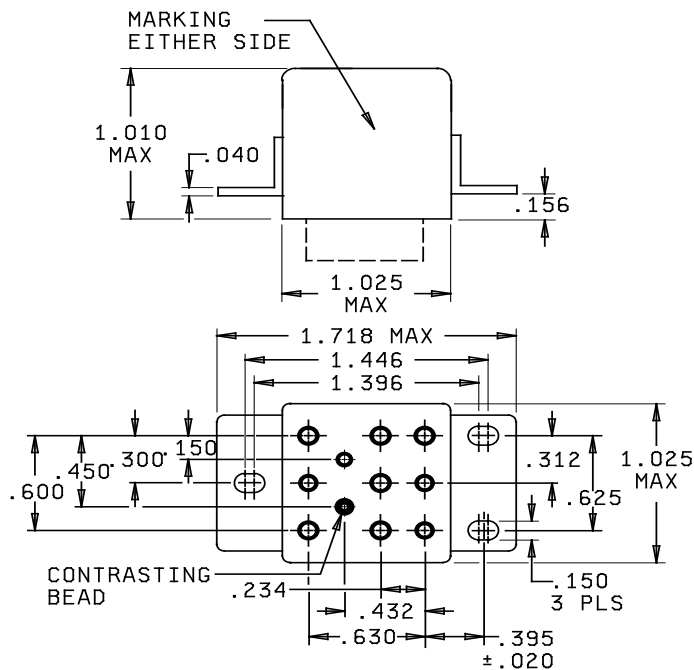 MARKING
EITHER SIDE
1.010
MAX
.040
.156
1.025
MAX
1.718 MAX
1.446
1.396
.600
.450
.300
.150
.312
.625
1.025
MAX
CONTRASTING
BEAD
.234
.432
.630
.395
±.020
.150
3 PLS